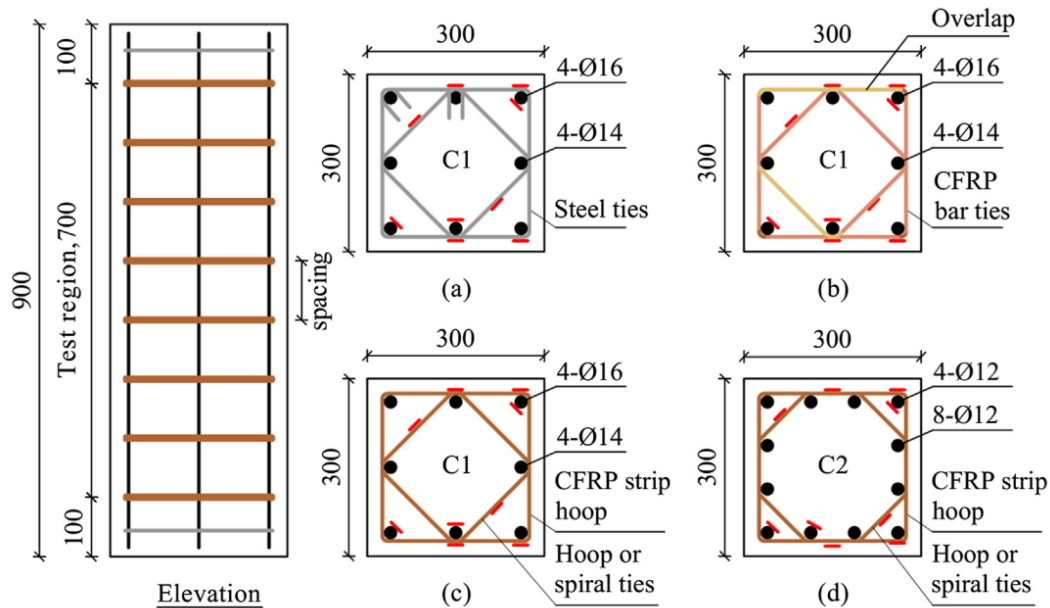 900
100
Test region,700
100
spacing
Elevation
300
300
4-Ø16
4-Ø14
C1
Steel ties
(a)
300
300
Overlap
4-Ø16
4-Ø14
C1
CFRP
bar ties
(b)
300
300
4-Ø16
4-Ø14
C1
CFRP strip
hoop
Hoop or
spiral ties
(c)
300
300
4-Ø12
8-Ø12
C2
CFRP strip
hoop
Hoop or
spiral ties
(d)